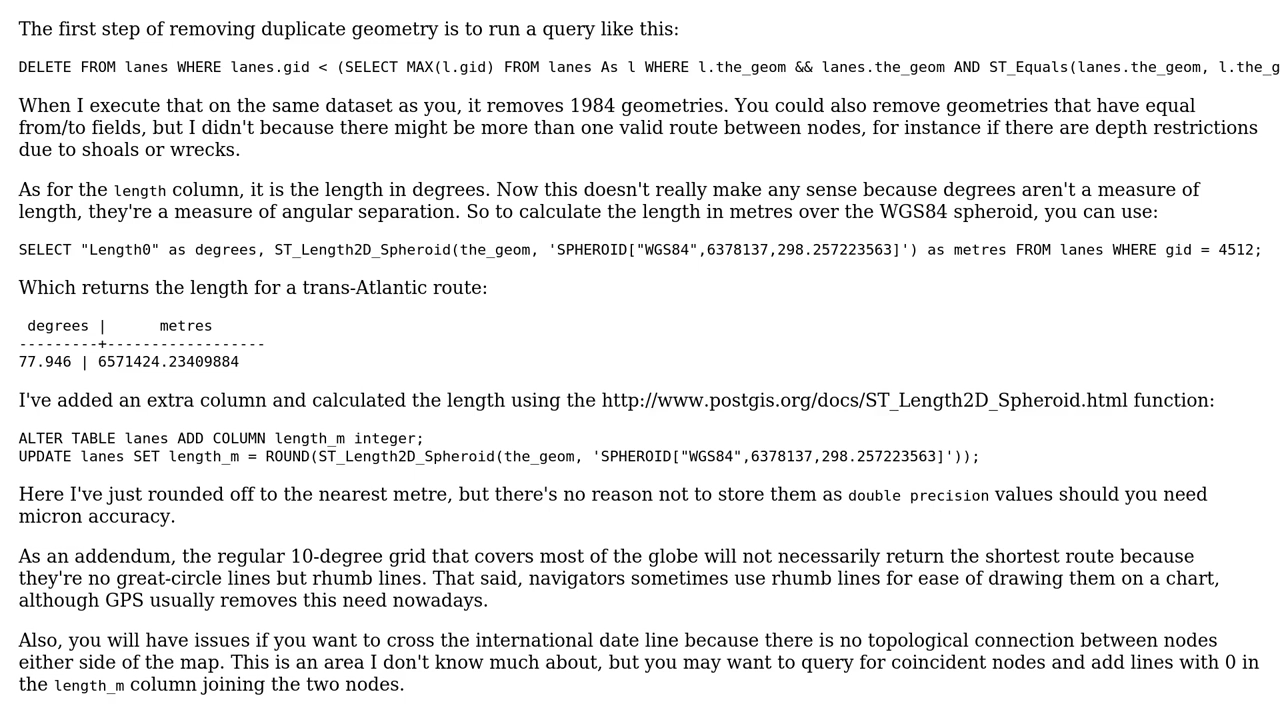 The first step of removing duplicate geometry is to run a query like this:
DELETE FROM lanes WHERE lanes.gid < (SELECT MAX(l.gid) FROM lanes As l WHERE l.the_geom && lanes.the_geom AND ST_Equals(lanes.the_geom, l.the_g
When I execute that on the same dataset as you, it removes 1984 geometries. You could also remove geometries that have equal
from/to fields, but I didn't because there might be more than one valid route between nodes, for instance if there are depth restrictions
due to shoals or wrecks.
As for the length column, it is the length in degrees. Now this doesn't really make any sense because degrees aren't a measure of
length, they're a measure of angular separation. So to calculate the length in metres over the WGS84 spheroid, you can use:
SELECT "Length0" as degrees, ST_Length2D_Spheroid(the_geom, 'SPHEROID["WGS84",6378137,298.257223563]') as metres FROM lanes WHERE gid = 4512;
Which returns the length for a trans-Atlantic route:
degrees |      metres
---------+------------------
77.946 | 6571424.23409884
I've added an extra column and calculated the length using the http://www.postgis.org/docs/ST_Length2D_Spheroid.html function:
ALTER TABLE lanes ADD COLUMN length_m integer;
UPDATE lanes SET length_m = ROUND(ST_Length2D_Spheroid(the_geom, 'SPHEROID["WGS84",6378137,298.257223563]'));
Here I've just rounded off to the nearest metre, but there's no reason not to store them as double precision values should you need
micron accuracy.
As an addendum, the regular 10-degree grid that covers most of the globe will not necessarily return the shortest route because
they're no great-circle lines but rhumb lines. That said, navigators sometimes use rhumb lines for ease of drawing them on a chart,
although GPS usually removes this need nowadays.
Also, you will have issues if you want to cross the international date line because there is no topological connection between nodes
either side of the map. This is an area I don't know much about, but you may want to query for coincident nodes and add lines with 0 in
the length_m column joining the two nodes.